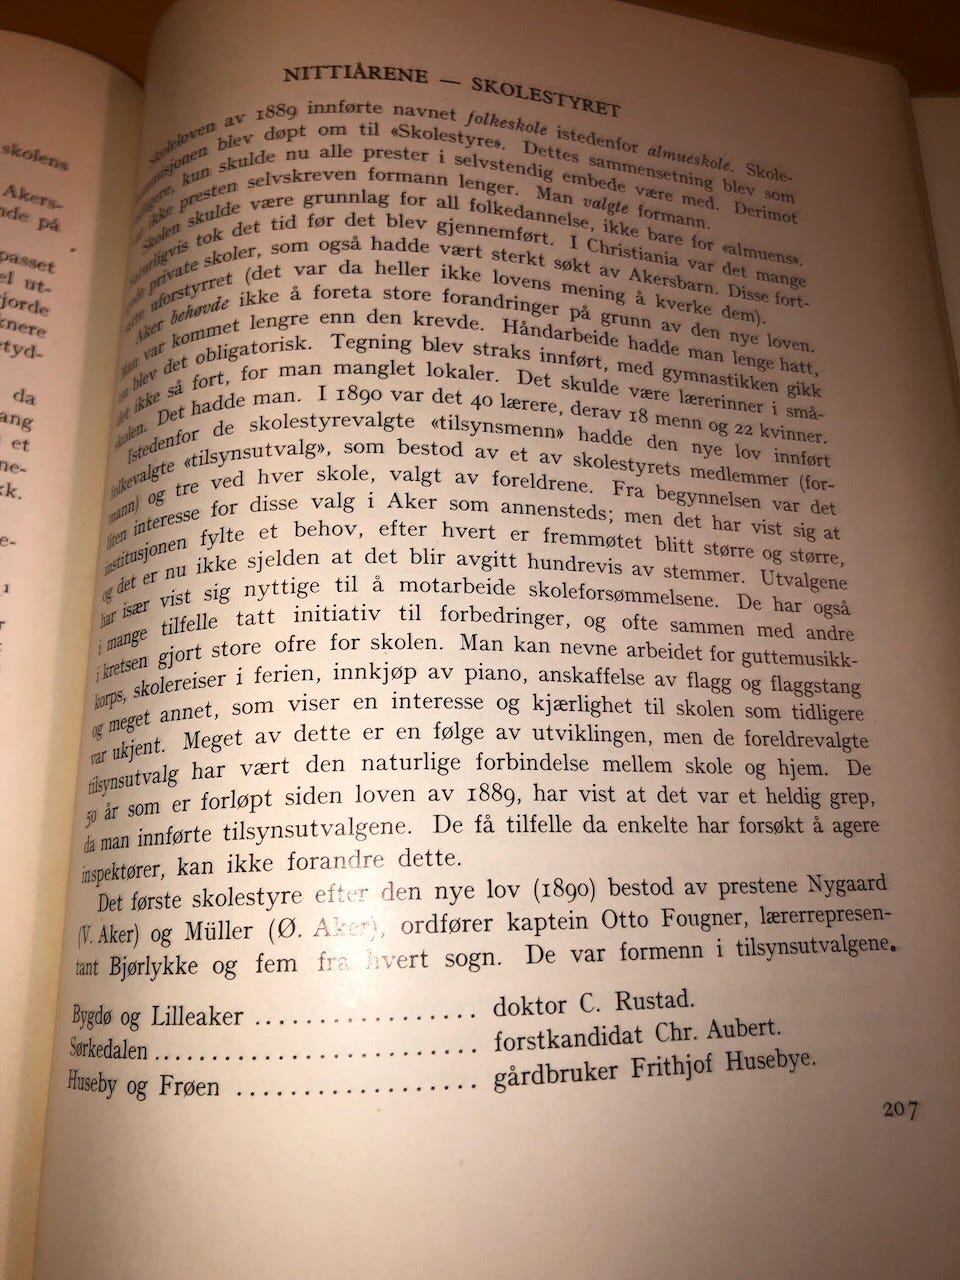 skolens
Akers-
nde på
passet
el ut-
jorde
knere
tyd-
da
ang
et
ne-
kk.
e-
NITTIÅRENE — SKOLESTYRET
Skoleloven av 1889 innførte navnet folkeskole istedenfor almueskole. Skole-
kommisjonen blev døpt om til «Skolestyre». Dettes sammensetning blev som
tidligere, kun skulde nu alle prester i selvstendig embede være med. Derimot
var ikke presten selvskreven formann lenger. Man valgte formann.
Skolen skulde være grunnlag for all folkedannelse, ikke bare for «almuens».
Naturligvis tok det tid før det blev gjennemført. I Christiania var det mange
gode private skoler, som også hadde vært sterkt søkt av Akersbarn. Disse fort-
satte uforstyrret (det var da heller ikke lovens mening å kverke dem).
Aker behøvde ikke å foreta store forandringer på grunn av den nye loven.
Man var kommet lengre enn den krevde. Håndarbeide hadde man lenge hatt,
nu blev det obligatorisk. Tegning blev straks innført, med gymnastikken gikk
det ikke så fort, for man manglet lokaler. Det skulde være lærerinner i små-
skolen. Det hadde man. I 1890 var det 40 lærere, derav 18 menn og 22 kvinner.
Istedenfor de skolestyrevalgte «tilsynsmenn» hadde den nye lov innført
folkevalgte «tilsynsutvalg», som bestod av et av skolestyrets medlemmer (for-
mann) og tre ved hver skole, valgt av foreldrene. Fra begynnelsen var det
liten interesse for disse valg i Aker som annensteds; men det har vist sig at
institusjonen fylte et behov, efter hvert er fremmøtet blitt større og større,
og det er nu ikke sjelden at det blir avgitt hundrevis av stemmer. Utvalgene
har især vist sig nyttige til å motarbeide skoleforsømmelsene. De har også
i mange tilfelle tatt initiativ til forbedringer, og ofte sammen med andre
i kretsen gjort store ofre for skolen. Man kan nevne arbeidet for guttemusikk-
korps, skolereiser i ferien, innkjøp av piano, anskaffelse av flagg og flaggstang
og meget annet, som viser en interesse og kjærlighet til skolen som tidligere
var ukjent. Meget av dette er en følge av utviklingen, men de foreldrevalgte
tilsynsutvalg har vært den naturlige forbindelse mellem skole og hjem. De
50 år som er forløpt siden loven av 1889, har vist at det var et heldig grep,
da man innførte tilsynsutvalgene. De få tilfelle da enkelte har forsøkt å agere
inspektører, kan ikke forandre dette.
Det første skolestyre efter den nye lov (1890) bestod av prestene Nygaard
(V. Aker) og Müller (Ø. Aker), ordfører kaptein Otto Fougner, lærerrepresen-
tant Bjørlykke og fem fra hvert sogn. De var formenn i tilsynsutvalgene.
Bygdø og Lilleaker ................ doktor C. Rustad.
Sørkedalen ........................ forstkandidat Chr. Aubert.
Huseby og Frøen .................. gårdbruker Frithjof Husebye.
207